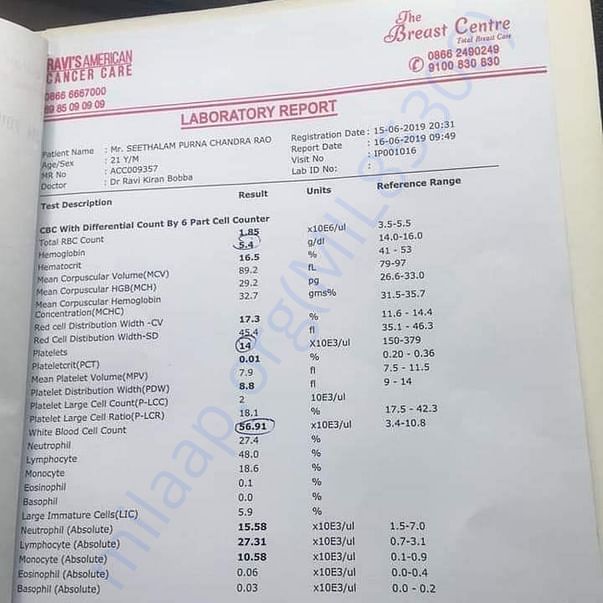 RAVI'S AMERICAN
CANCER CARE
0866 6667000
The
Breast Centre
Total Breast Care
0866 2490249
9100 830 830
LABORATORY REPORT
Patient Name : Mr. SEETHALAM PURNA CHANDRA RAO
Age/Sex : 21 Y/M
MR No : ACC009357
Doctor : Dr Ravi Kiran Bobba
Registration Date : 15-06-2019 20:31
Report Date : 16-06-2019 09:49
Visit No : IP001016
Lab ID No: :
Test Description Result Units Reference Range
CBC With Differential Count By 6 Part Cell Counter
Total RBC Count 1.85 x10E6/ul 3.5-5.5
Hemoglobin 5.4 g/dl 14.0-16.0
Hematocrit 16.5 % 41 - 53
Mean Corpuscular Volume(MCV) 89.2 fL 79-97
Mean Corpuscular HGB(MCH) 29.2 pg 26.6-33.0
Mean Corpuscular Hemoglobin 32.7 gms% 31.5-35.7
Concentration(MCHC)
Red cell Distribution Width -CV 17.3 % 11.6 - 14.4
Red Cell Distibution Width-SD 45.4 fl 35.1 - 46.3
Platelets 14 X10E3/ul 150-379
Plateletcrit(PCT) 0.01 % 0.20 - 0.36
Mean Platelet Volume(MPV) 7.9 fl 7.5 - 11.5
Platelet Distribution Width(PDW) 8.8 fl 9 - 14
Platelet Large Cell Count(P-LCC) 2 10E3/ul
Platelet Large Cell Ratio(P-LCR) 18.1 % 17.5 - 42.3
White Blood Cell Count 56.91 x10E3/ul 3.4-10.8
Neutrophil 27.4 %
Lymphocyte 48.0 %
Monocyte 18.6 %
Eosinophil 0.1 %
Basophil 0.0 %
Large Immature Cells(LIC) 5.9 %
Neutrophil (Absolute) 15.58 x10E3/ul 1.5-7.0
Lymphocyte (Absolute) 27.31 x10E3/ul 0.7-3.1
Monocyte (Absolute) 10.58 x10E3/ul 0.1-0.9
Eosinophil (Absolute) 0.06 x10E3/ul 0.0-0.4
Basophil (Absolute) 0.03 x10E3/ul 0.0 - 0.2